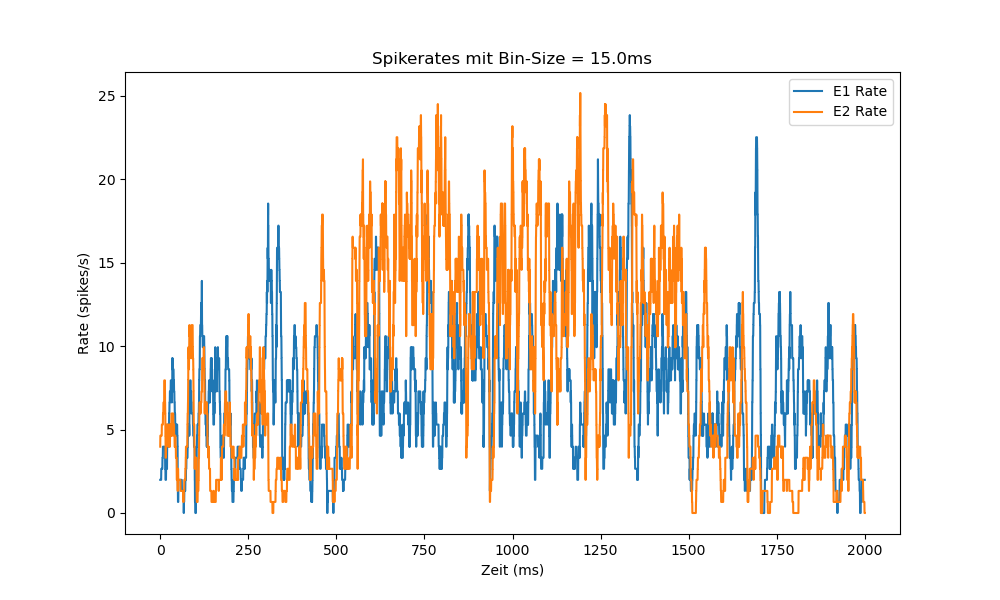 Spikerates mit Bin-Size = 15.0ms
E1 Rate
E2 Rate
Rate (spikes/s)
25
20
15
10
5
0
0 250 500 750 1000 1250 1500 1750 2000
Zeit (ms)